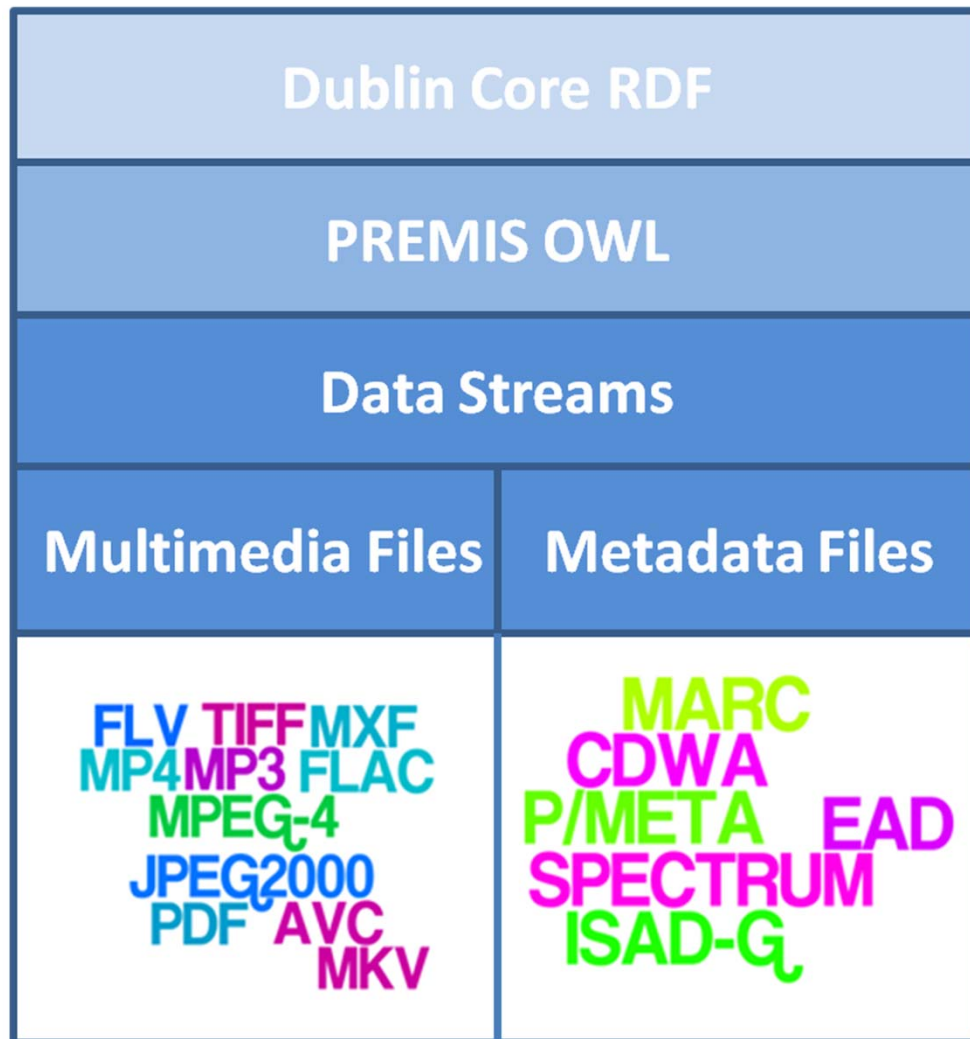 Dublin Core RDF
PREMIS OWL
Data Streams
Multimedia Files
Metadata Files
FLV TIFF MXF
MP4 MP3 FLAC
MPEG-4
JPEG2000
PDF AVC
MKV
MARC
CDWA
P/META EAD
SPECTRUM
ISAD-G